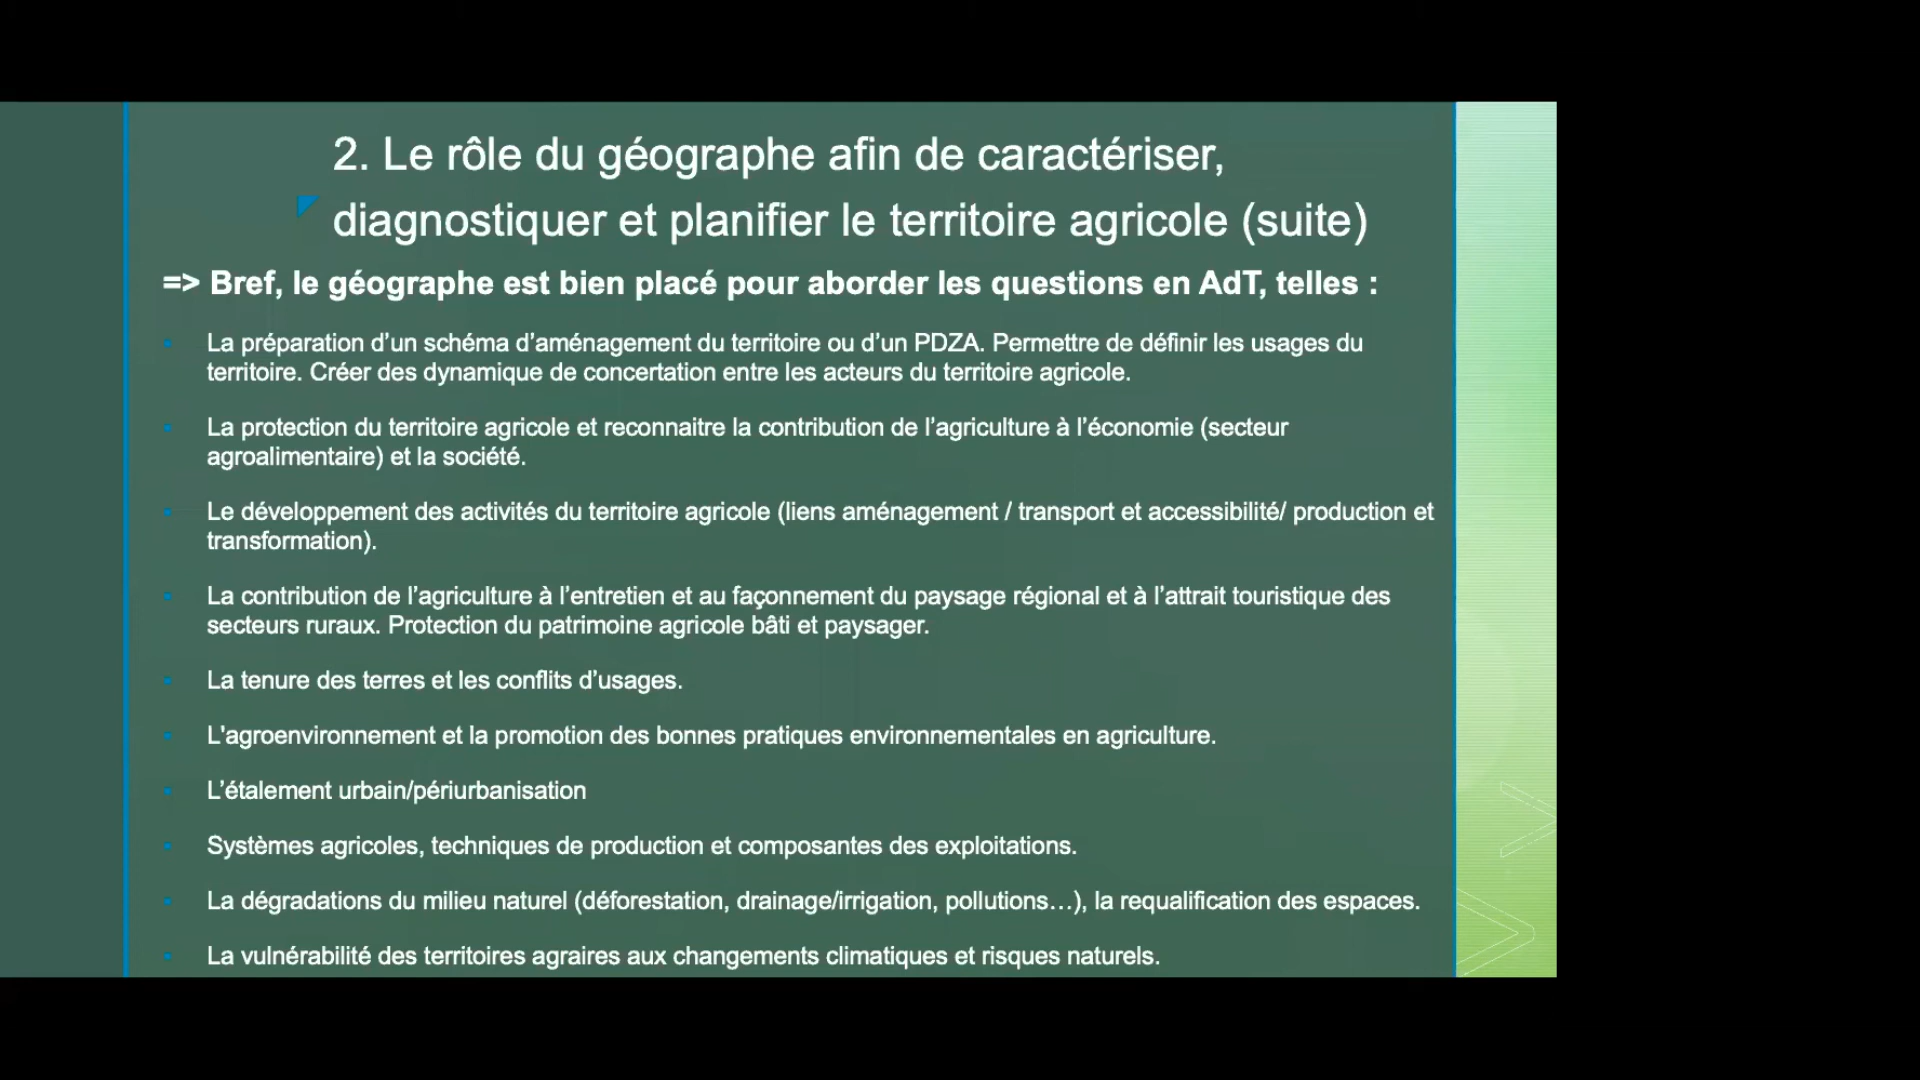 2. Le rôle du géographe afin de caractériser,
diagnostiquer et planifier le territoire agricole (suite)
=> Bref, le géographe est bien placé pour aborder les questions en AdT, telles :
La préparation d’un schéma d’aménagement du territoire ou d’un PDZA. Permettre de définir les usages du
territoire. Créer des dynamique de concertation entre les acteurs du territoire agricole.
La protection du territoire agricole et reconnaitre la contribution de l’agriculture à l’économie (secteur
agroalimentaire) et la société.
Le développement des activités du territoire agricole (liens aménagement / transport et accessibilité/ production et
transformation).
La contribution de l’agriculture à l’entretien et au façonnement du paysage régional et à l’attrait touristique des
secteurs ruraux. Protection du patrimoine agricole bâti et paysager.
La tenure des terres et les conflits d’usages.
L'agroenvironnement et la promotion des bonnes pratiques environnementales en agriculture.
L’étalement urbain/périurbanisation
Systèmes agricoles, techniques de production et composantes des exploitations.
La dégradations du milieu naturel (déforestation, drainage/irrigation, pollutions…), la requalification des espaces.
La vulnérabilité des territoires agraires aux changements climatiques et risques naturels.